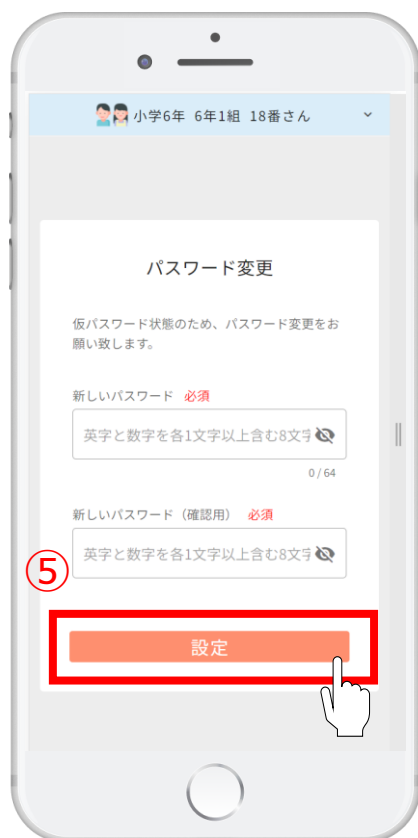 小学6年 6年1組 18番さん
パスワード変更
仮パスワード状態のため、パスワード変更をお
願い致します。
新しいパスワード 必須
英字と数字を各1文字以上含む8文字
0 / 64
新しいパスワード（確認用） 必須
英字と数字を各1文字以上含む8文字
⑤
設定